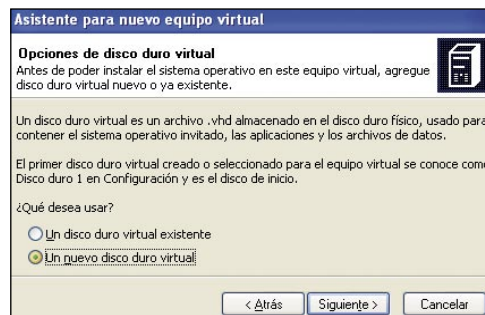 Asistente para nuevo equipo virtual
Opciones de disco duro virtual
Antes de poder instalar el sistema operativo en este equipo virtual, agregue
disco duro virtual nuevo o ya existente.
Un disco duro virtual es un archivo .vhd almacenado en el disco duro físico, usado para
contener el sistema operativo invitado, las aplicaciones y los archivos de datos.
El primer disco duro virtual creado o seleccionado para el equipo virtual se conoce com
Disco duro 1 en Configuración y es el disco de inicio.
¿Qué desea usar?
Un disco duro virtual existente
Un nuevo disco duro virtual
< Atrás Siguiente > Cancelar